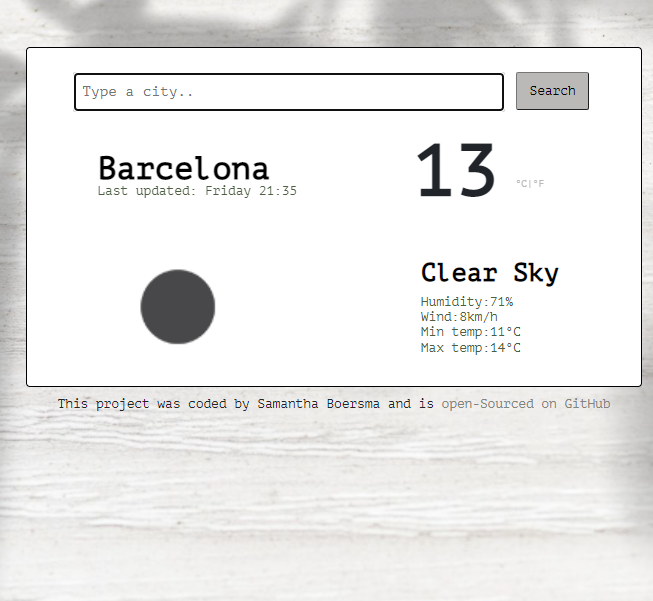 Type a city..
Search
Barcelona
Last updated: Friday 21:35
13
°C|°F
Clear Sky
Humidity:71%
Wind:8km/h
Min temp:11°C
Max temp:14°C
This project was coded by Samantha Boersma and is open-Sourced on GitHub